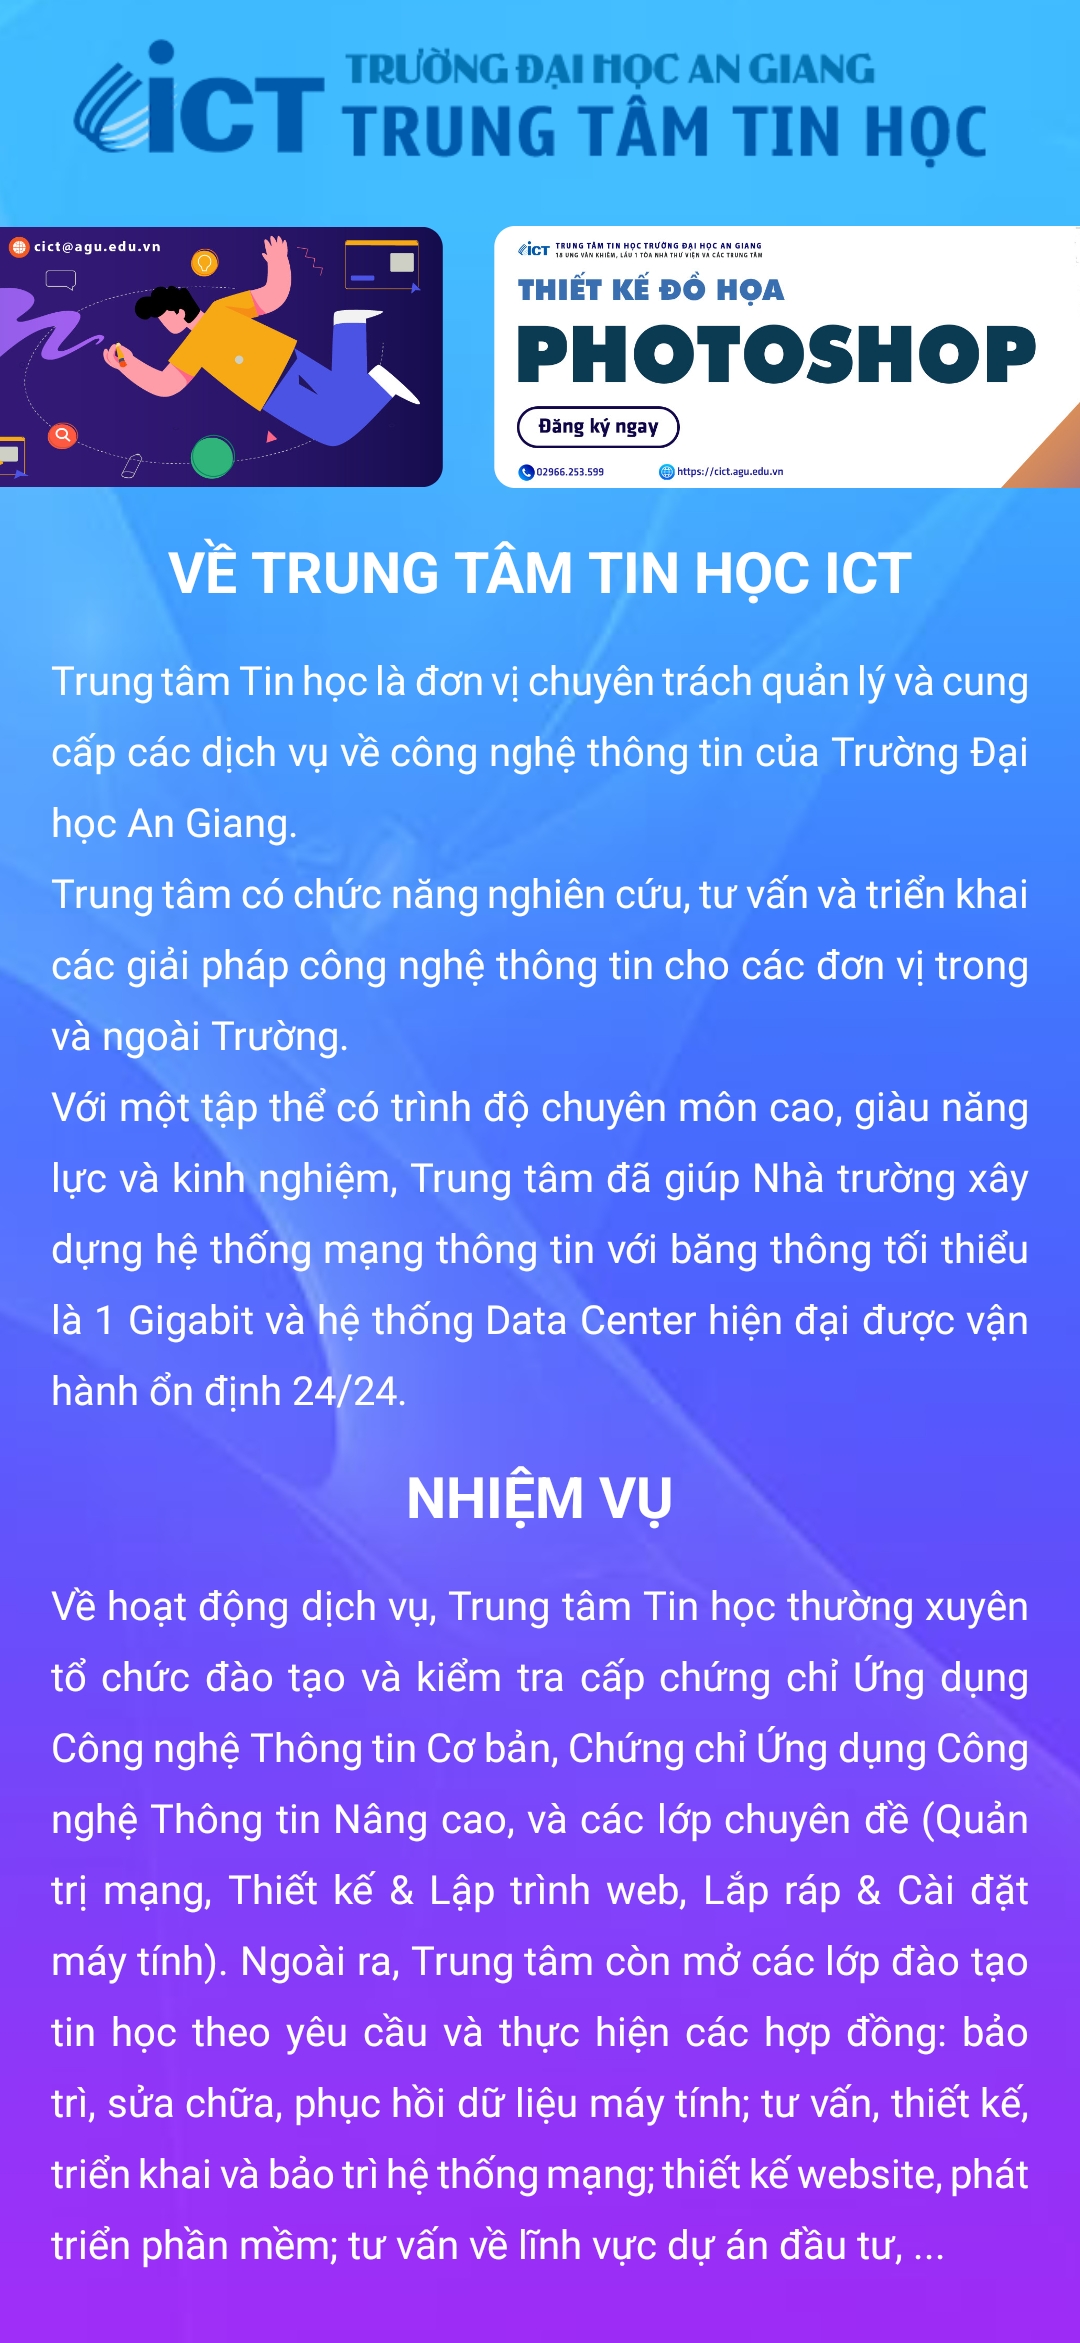 iCT
TRƯỜNG ĐẠI HỌC AN GIANG
TRUNG TÂM TIN HỌC
cict@agu.edu.vn
iCT TRUNG TÂM TIN HỌC TRƯỜNG ĐẠI HỌC AN GIANG
18 UNG VĂN KHIÊM, LẦU 1 TÒA NHÀ THƯ VIỆN VÀ CÁC TRUNG TÂM
THIẾT KẾ ĐỒ HỌA
PHOTOSHOP
Đăng ký ngay
02966.253.599 https://cict.agu.edu.vn
VỀ TRUNG TÂM TIN HỌC ICT
Trung tâm Tin học là đơn vị chuyên trách quản lý và cung
cấp các dịch vụ về công nghệ thông tin của Trường Đại
học An Giang.
Trung tâm có chức năng nghiên cứu, tư vấn và triển khai
các giải pháp công nghệ thông tin cho các đơn vị trong
và ngoài Trường.
Với một tập thể có trình độ chuyên môn cao, giàu năng
lực và kinh nghiệm, Trung tâm đã giúp Nhà trường xây
dựng hệ thống mạng thông tin với băng thông tối thiểu
là 1 Gigabit và hệ thống Data Center hiện đại được vận
hành ổn định 24/24.
NHIỆM VỤ
Về hoạt động dịch vụ, Trung tâm Tin học thường xuyên
tổ chức đào tạo và kiểm tra cấp chứng chỉ Ứng dụng
Công nghệ Thông tin Cơ bản, Chứng chỉ Ứng dụng Công
nghệ Thông tin Nâng cao, và các lớp chuyên đề (Quản
trị mạng, Thiết kế & Lập trình web, Lắp ráp & Cài đặt
máy tính). Ngoài ra, Trung tâm còn mở các lớp đào tạo
tin học theo yêu cầu và thực hiện các hợp đồng: bảo
trì, sửa chữa, phục hồi dữ liệu máy tính; tư vấn, thiết kế,
triển khai và bảo trì hệ thống mạng; thiết kế website, phát
triển phần mềm; tư vấn về lĩnh vực dự án đầu tư, ...